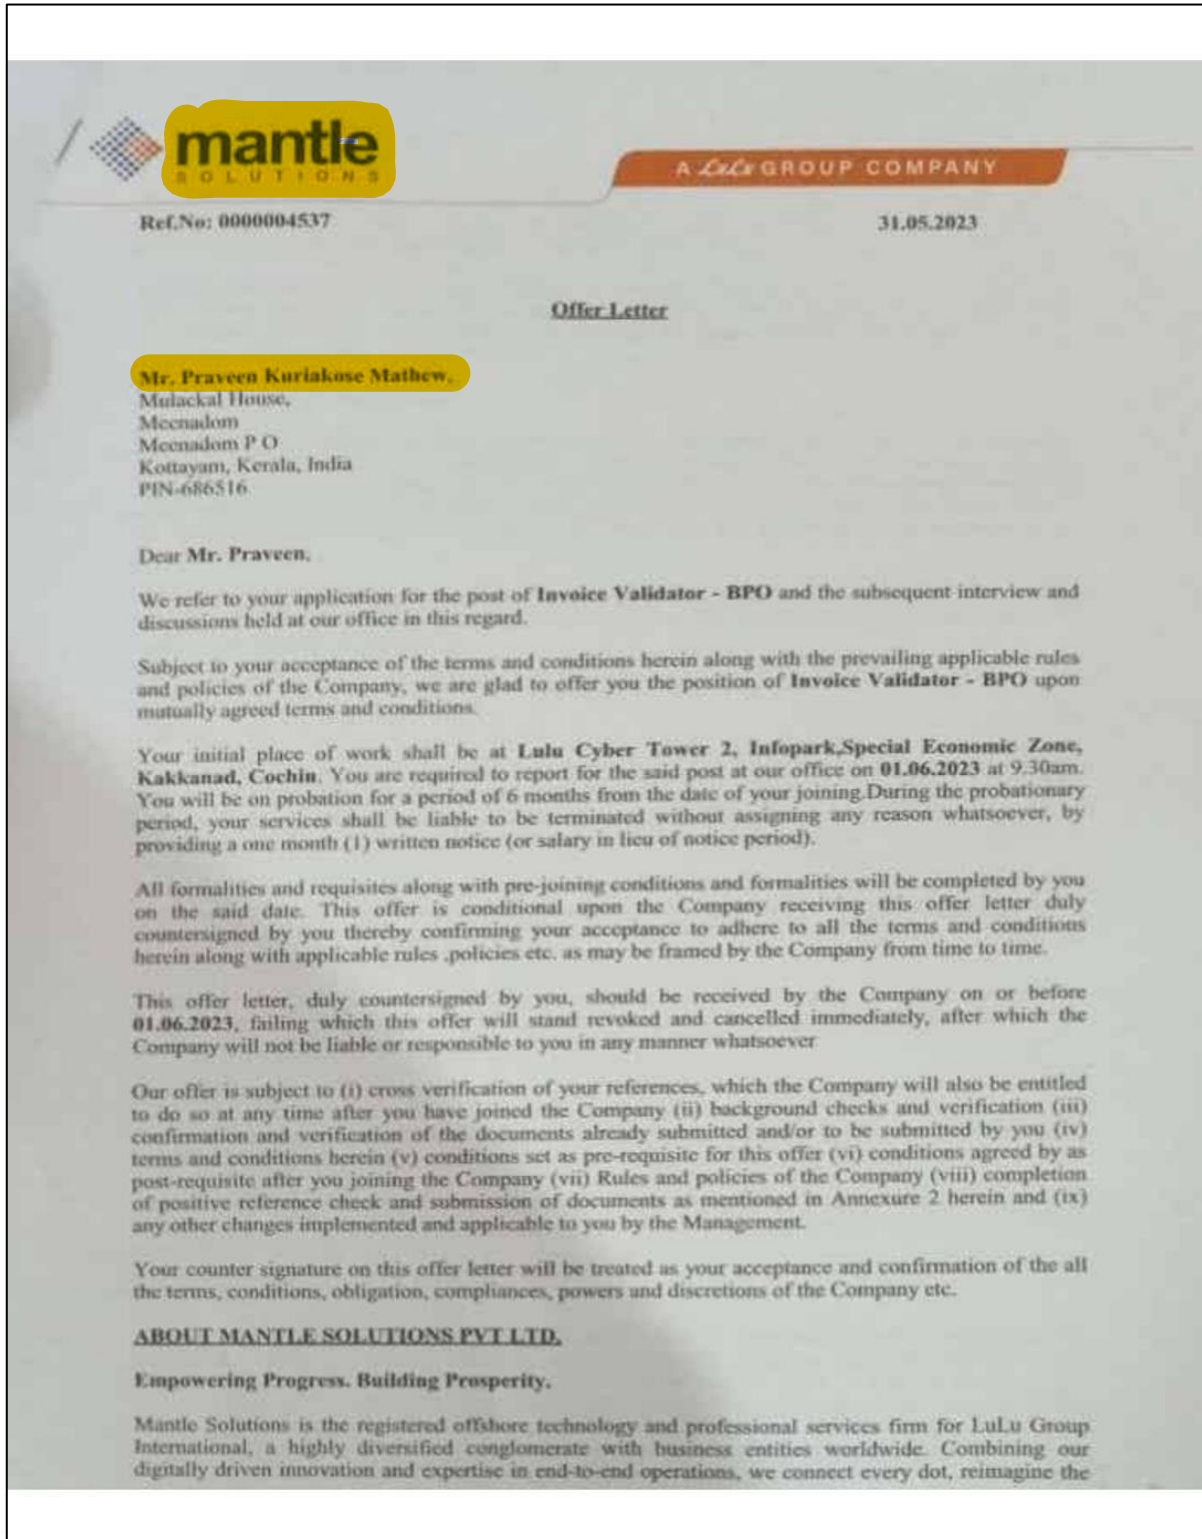 mantle
SOLUTIONS
A LuLu GROUP COMPANY
Ref.No: 0000004537
31.05.2023
Offer Letter
Mr. Praveen Kuriakose Mathew,
Mulackal House,
Meenadom
Meenadom P O
Kottayam, Kerala, India
PIN-686516
Dear Mr. Praveen,
We refer to your application for the post of Invoice Validator - BPO and the subsequent interview and
discussions held at our office in this regard.
Subject to your acceptance of the terms and conditions herein along with the prevailing applicable rules
and policies of the Company, we are glad to offer you the position of Invoice Validator - BPO upon
mutually agreed terms and conditions.
Your initial place of work shall be at Lulu Cyber Tower 2, Infopark,Special Economic Zone,
Kakkanad, Cochin. You are required to report for the said post at our office on 01.06.2023 at 9.30am.
You will be on probation for a period of 6 months from the date of your joining.During the probationary
period, your services shall be liable to be terminated without assigning any reason whatsoever, by
providing a one month (1) written notice (or salary in lieu of notice period).
All formalities and requisites along with pre-joining conditions and formalities will be completed by you
on the said date. This offer is conditional upon the Company receiving this offer letter duly
countersigned by you thereby confirming your acceptance to adhere to all the terms and conditions
herein along with applicable rules ,policies etc. as may be framed by the Company from time to time.
This offer letter, duly countersigned by you, should be received by the Company on or before
01.06.2023, failing which this offer will stand revoked and cancelled immediately, after which the
Company will not be liable or responsible to you in any manner whatsoever
Our offer is subject to (i) cross verification of your references, which the Company will also be entitled
to do so at any time after you have joined the Company (ii) background checks and verification (iii)
confirmation and verification of the documents already submitted and/or to be submitted by you (iv)
terms and conditions herein (v) conditions set as pre-requisite for this offer (vi) conditions agreed by as
post-requisite after you joining the Company (vii) Rules and policies of the Company (viii) completion
of positive reference check and submission of documents as mentioned in Annexure 2 herein and (ix)
any other changes implemented and applicable to you by the Management.
Your counter signature on this offer letter will be treated as your acceptance and confirmation of the all
the terms, conditions, obligation, compliances, powers and discretions of the Company etc.
ABOUT MANTLE SOLUTIONS PVT LTD.
Empowering Progress. Building Prosperity.
Mantle Solutions is the registered offshore technology and professional services firm for LuLu Group
International, a highly diversified conglomerate with business entities worldwide. Combining our
digitally driven innovation and expertise in end-to-end operations, we connect every dot, reimagine the